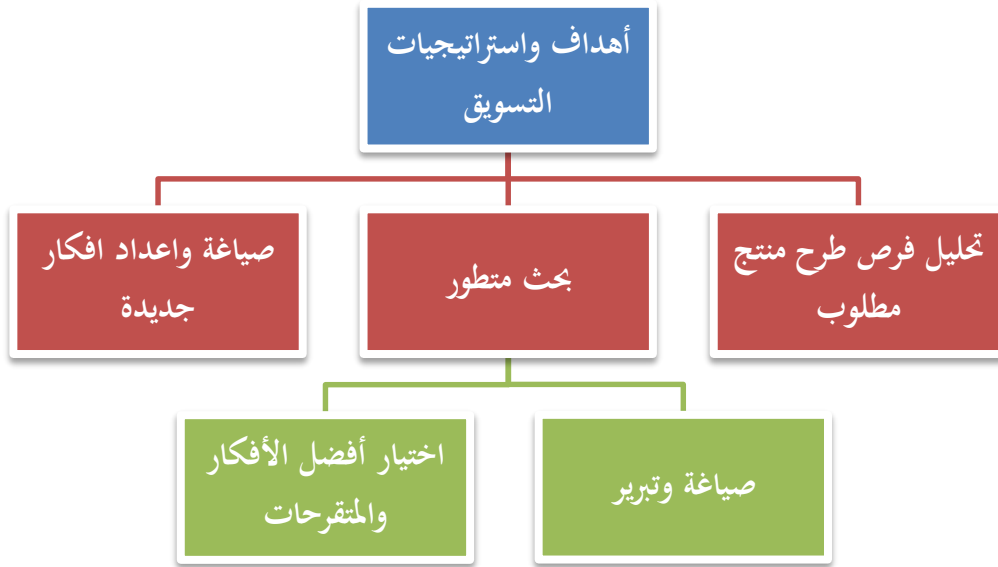 أهداف واستراتيجيات
التسويق
تحليل فرص طرح منتج
مطلوب
بحث متطور
صياغة واعداد افكار
جديدة
صياغة وتبرير
اختيار أفضل الأفكار
والمتقرحات